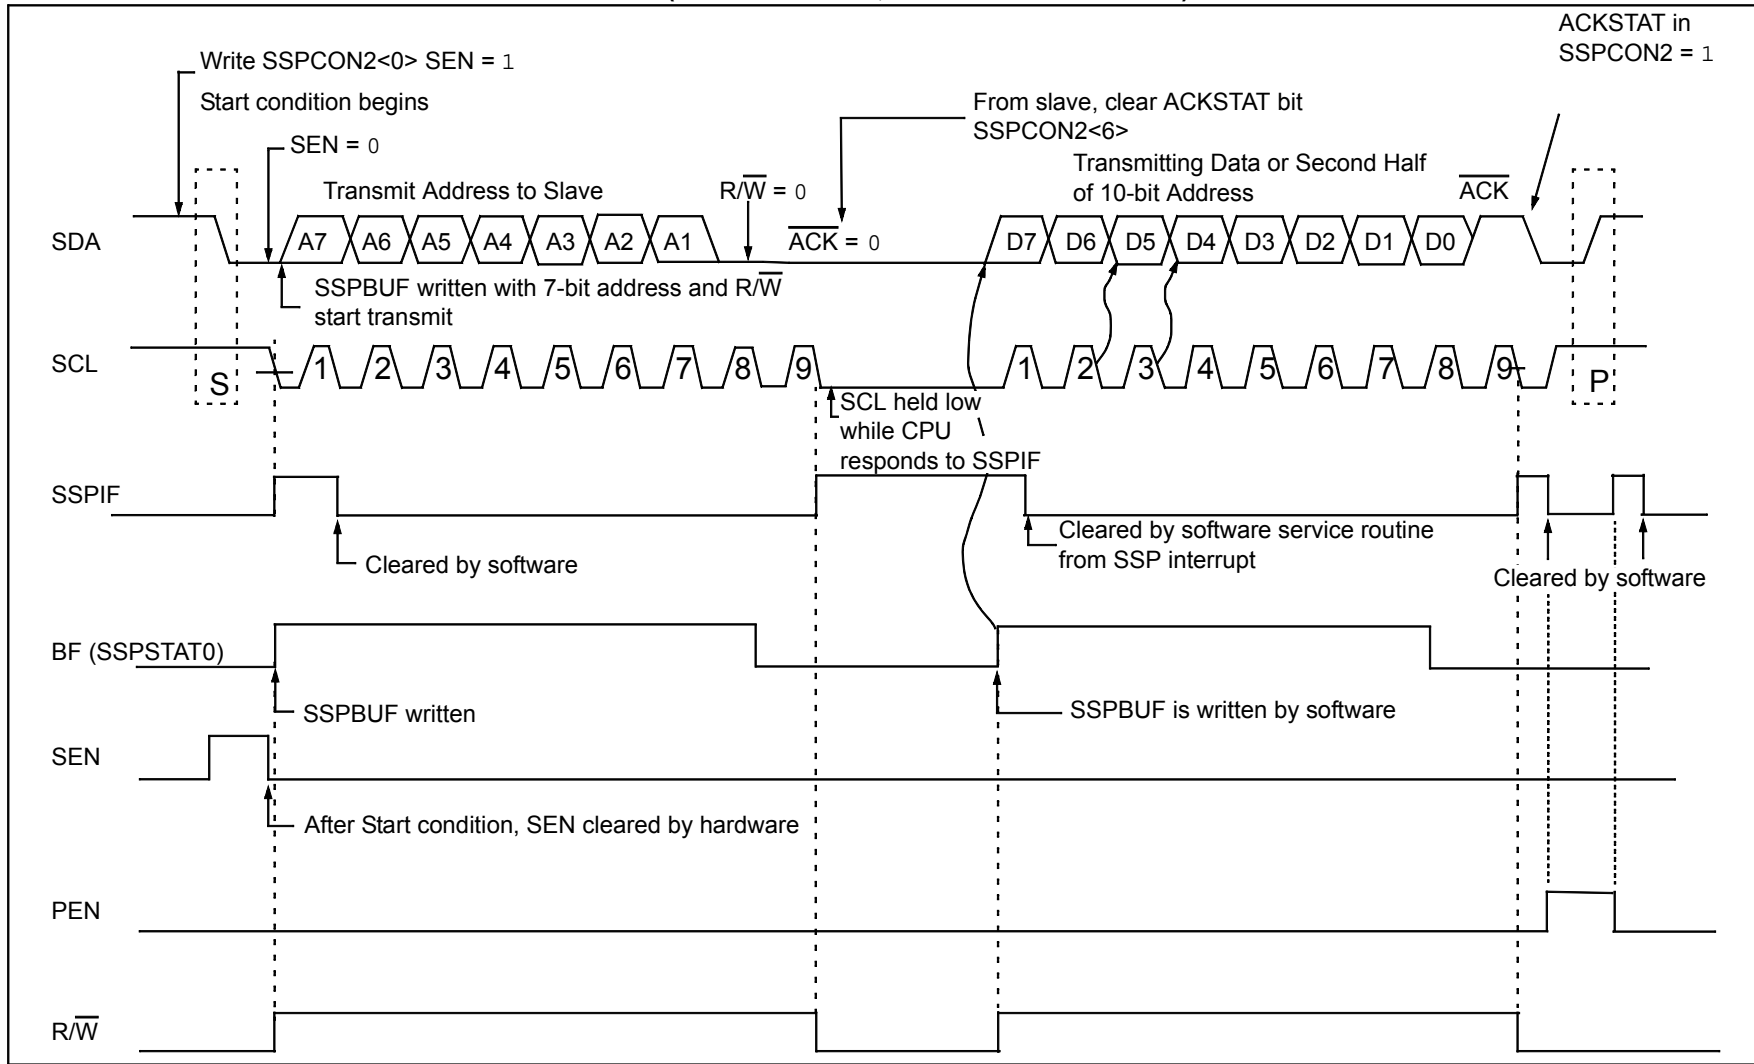 ACKSTAT in
SSPCON2 = 1
Write SSPCON2<0> SEN = 1
Start condition begins
From slave, clear ACKSTAT bit
SSPCON2<6>
SEN = 0
Transmit Address to Slave
R/W̅ = 0
Transmitting Data or Second Half
of 10-bit Address
A̅C̅K̅
SDA
A7 A6 A5 A4 A3 A2 A1
A̅C̅K̅ = 0
D7 D6 D5 D4 D3 D2 D1 D0
SSPBUF written with 7-bit address and R/W̅
start transmit
SCL
S
1 2 3 4 5 6 7 8 9
1 2 3 4 5 6 7 8 9
P
SCL held low
while CPU
responds to SSPIF
SSPIF
Cleared by software
Cleared by software service routine
from SSP interrupt
Cleared by software
BF (SSPSTAT0)
SSPBUF written
SSPBUF is written by software
SEN
After Start condition, SEN cleared by hardware
PEN
R/W̅